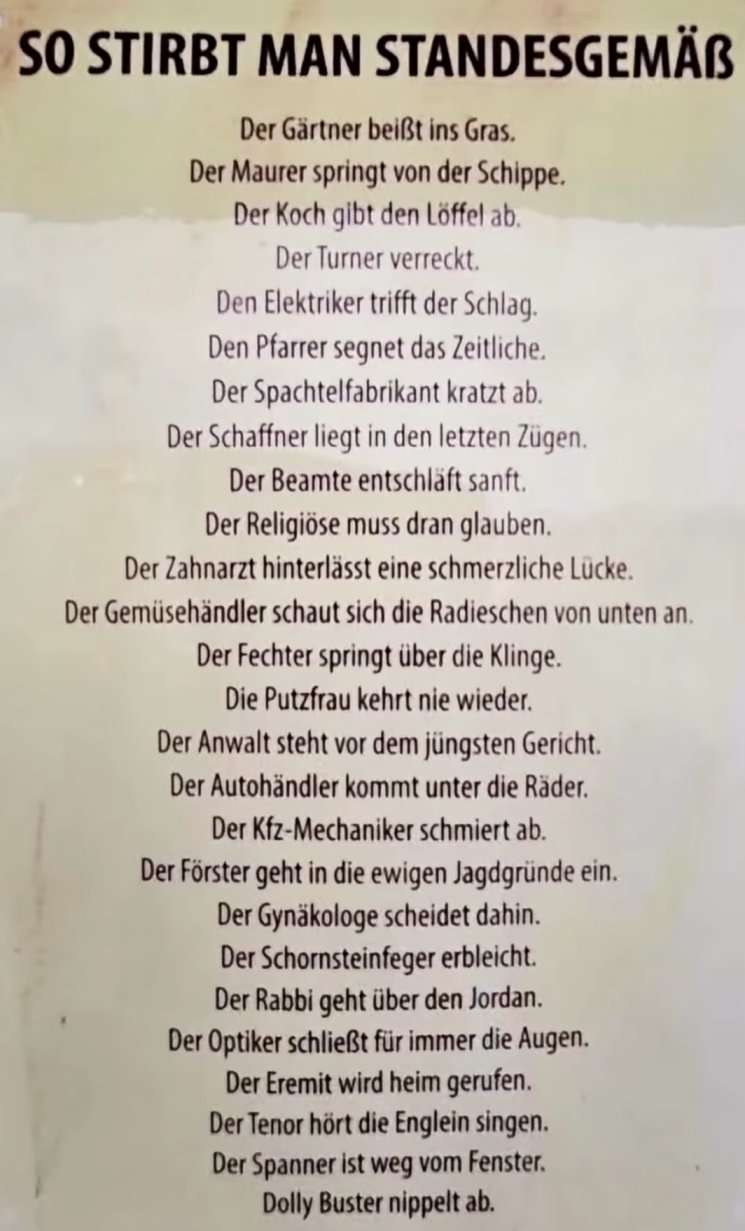 SO STIRBT MAN STANDESGEMÄß
Der Gärtner beißt ins Gras.
Der Maurer springt von der Schippe.
Der Koch gibt den Löffel ab.
Der Turner verreckt.
Den Elektriker trifft der Schlag.
Den Pfarrer segnet das Zeitliche.
Der Spachtelfabrikant kratzt ab.
Der Schaffner liegt in den letzten Zügen.
Der Beamte entschläft sanft.
Der Religiöse muss dran glauben.
Der Zahnarzt hinterlässt eine schmerzliche Lücke.
Der Gemüsehändler schaut sich die Radieschen von unten an.
Der Fechter springt über die Klinge.
Die Putzfrau kehrt nie wieder.
Der Anwalt steht vor dem jüngsten Gericht.
Der Autohändler kommt unter die Räder.
Der Kfz-Mechaniker schmiert ab.
Der Förster geht in die ewigen Jagdgründe ein.
Der Gynäkologe scheidet dahin.
Der Schornsteinfeger erbleicht.
Der Rabbi geht über den Jordan.
Der Optiker schließt für immer die Augen.
Der Eremit wird heim gerufen.
Der Tenor hört die Englein singen.
Der Spanner ist weg vom Fenster.
Dolly Buster nippelt ab.